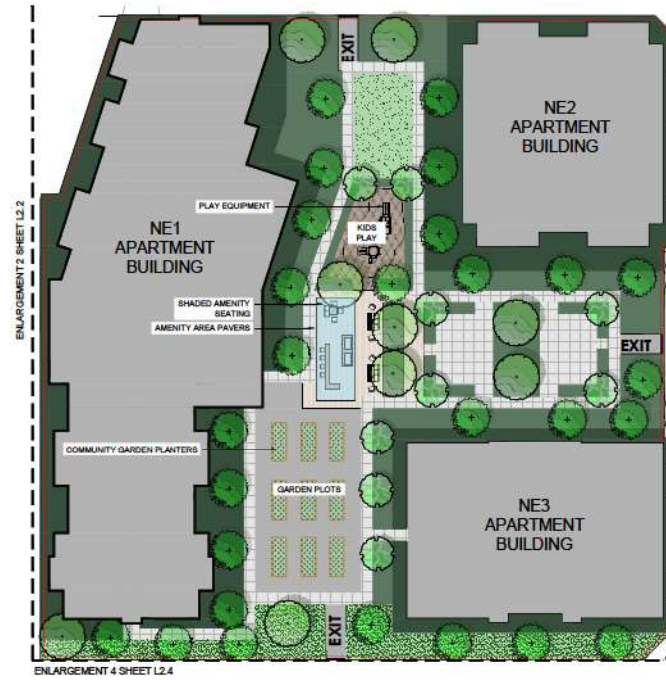 EXIT
NE2
APARTMENT
BUILDING
PLAY EQUIPMENT
KIDS
PLAY
NE1
APARTMENT
BUILDING
ENLARGEMENT 2 SHEET L2.2
SHADED AMENITY
SEATING
AMENITY AREA PAVERS
EXIT
COMMUNITY GARDEN PLANTERS
GARDEN PLOTS
NE3
APARTMENT
BUILDING
EXIT
ENLARGEMENT 4 SHEET L2.4